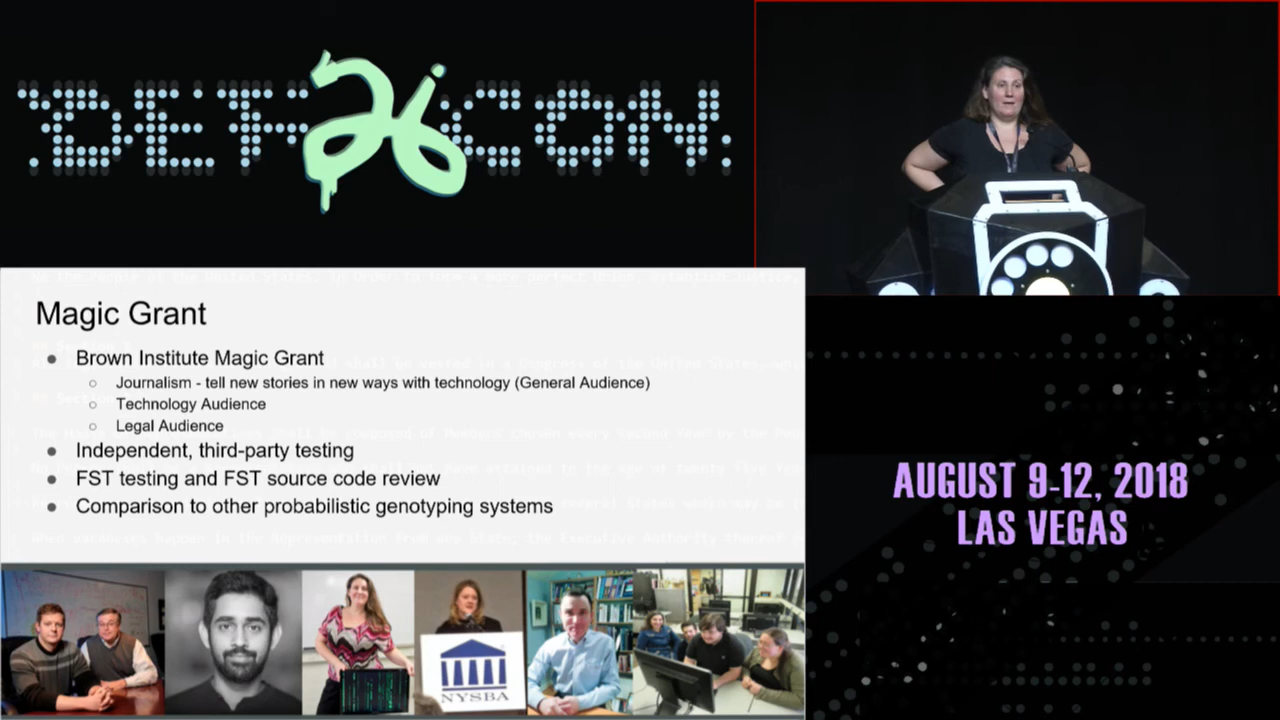 DEF 26 CON
Magic Grant
Brown Institute Magic Grant
Journalism - tell new stories in new ways with technology (General Audience)
Technology Audience
Legal Audience
Independent, third-party testing
FST testing and FST source code review
Comparison to other probabilistic genotyping systems
NYSBA
AUGUST 9-12, 2018
LAS VEGAS